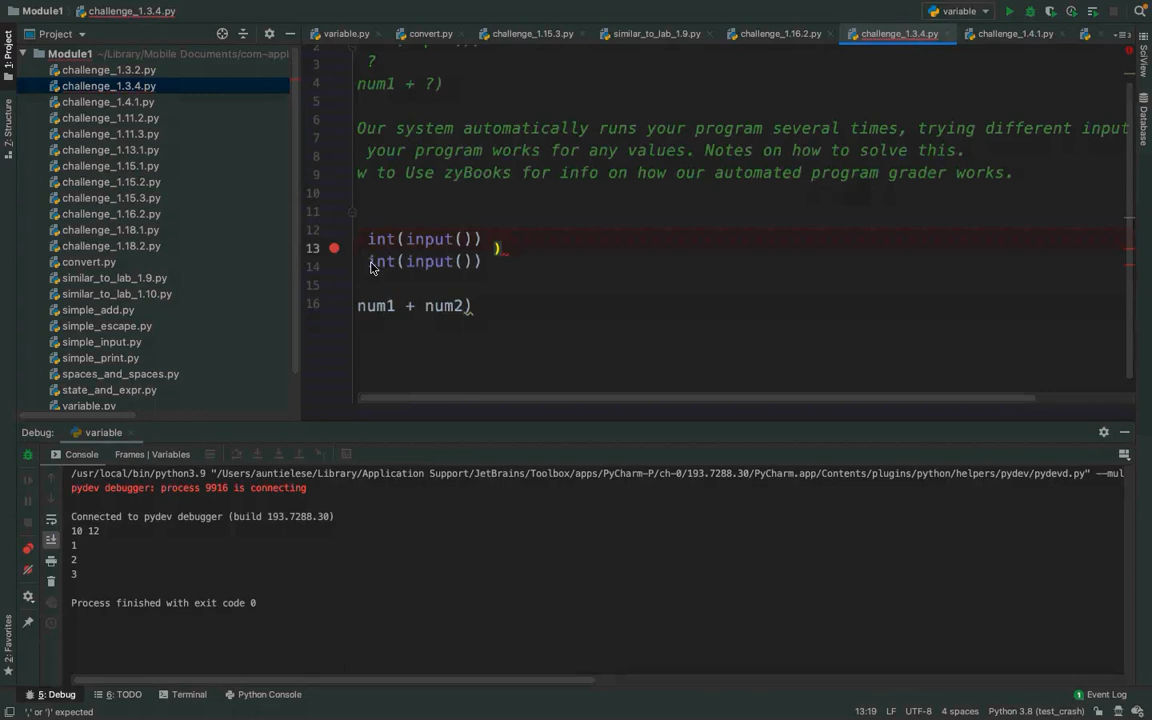 Module1 challenge_1.3.4.py variable
Project
variable.py convert.py challenge_1.15.3.py similar_to_lab_1.9.py challenge_1.16.2.py challenge_1.3.4.py challenge_1.4.1.py
1: Project
Z: Structure
2: Favorites
SciView
Database
Module1 ~/Library/Mobile Documents/com~appl
challenge_1.3.2.py
challenge_1.3.4.py
challenge_1.4.1.py
challenge_1.11.2.py
challenge_1.11.3.py
challenge_1.13.1.py
challenge_1.15.1.py
challenge_1.15.2.py
challenge_1.15.3.py
challenge_1.16.2.py
challenge_1.18.1.py
challenge_1.18.2.py
convert.py
similar_to_lab_1.9.py
similar_to_lab_1.10.py
simple_add.py
simple_escape.py
simple_input.py
simple_print.py
spaces_and_spaces.py
state_and_expr.py
variable.py
2
3 ?
4 num1 + ?)
5
6 Our system automatically runs your program several times, trying different input
7 your program works for any values. Notes on how to solve this.
8
9 w to Use zyBooks for info on how our automated program grader works.
10
11
12 int(input())
13 )
14 int(input())
15
16 num1 + num2)
Debug: variable
Console Frames | Variables
/usr/local/bin/python3.9 "/Users/auntielese/Library/Application Support/JetBrains/Toolbox/apps/PyCharm-P/ch-0/193.7288.30/PyCharm.app/Contents/plugins/python/helpers/pydev/pydevd.py" --mul
pydev debugger: process 9916 is connecting
Connected to pydev debugger (build 193.7288.30)
10 12
1
2
3
Process finished with exit code 0
5: Debug 6: TODO Terminal Python Console 1 Event Log
',' or ')' expected 13:19 LF UTF-8 4 spaces Python 3.8 (test_crash)